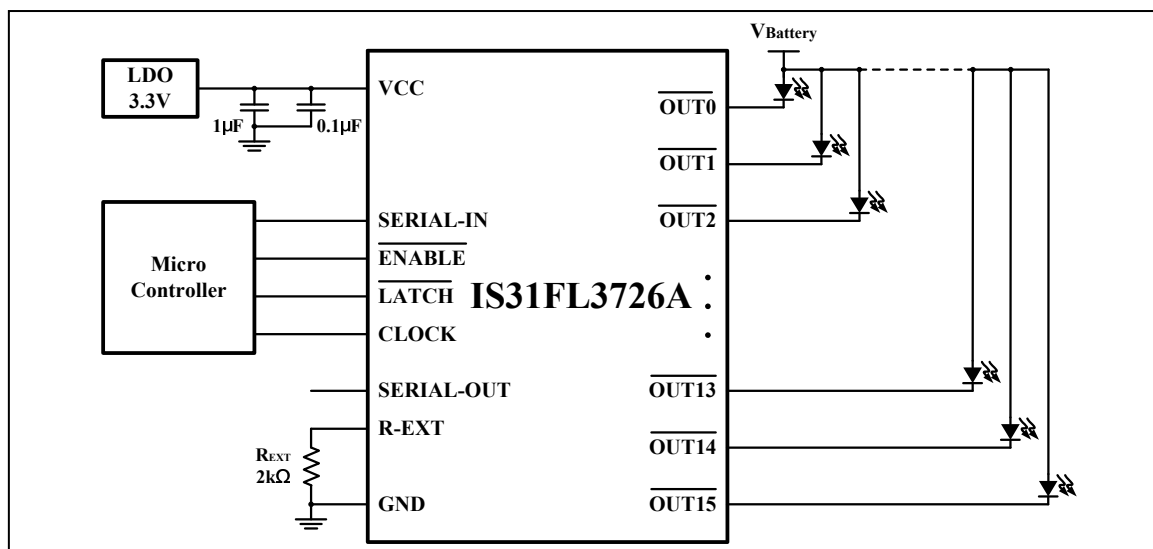 VBattery
LDO
3.3V
VCC
1μF
0.1μF
OUT0
OUT1
SERIAL-IN
OUT2
ENABLE
Micro
Controller
LATCH
IS31FL3726A
CLOCK
SERIAL-OUT
OUT13
R-EXT
OUT14
REXT
2kΩ
GND
OUT15